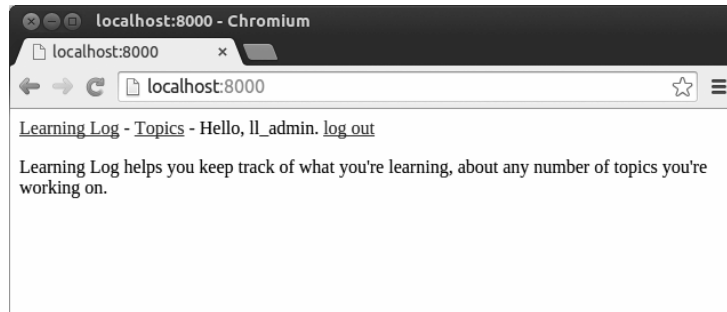 localhost:8000 - Chromium
localhost:8000
localhost:8000
Learning Log - Topics - Hello, ll_admin. log out
Learning Log helps you keep track of what you're learning, about any number of topics you're
working on.